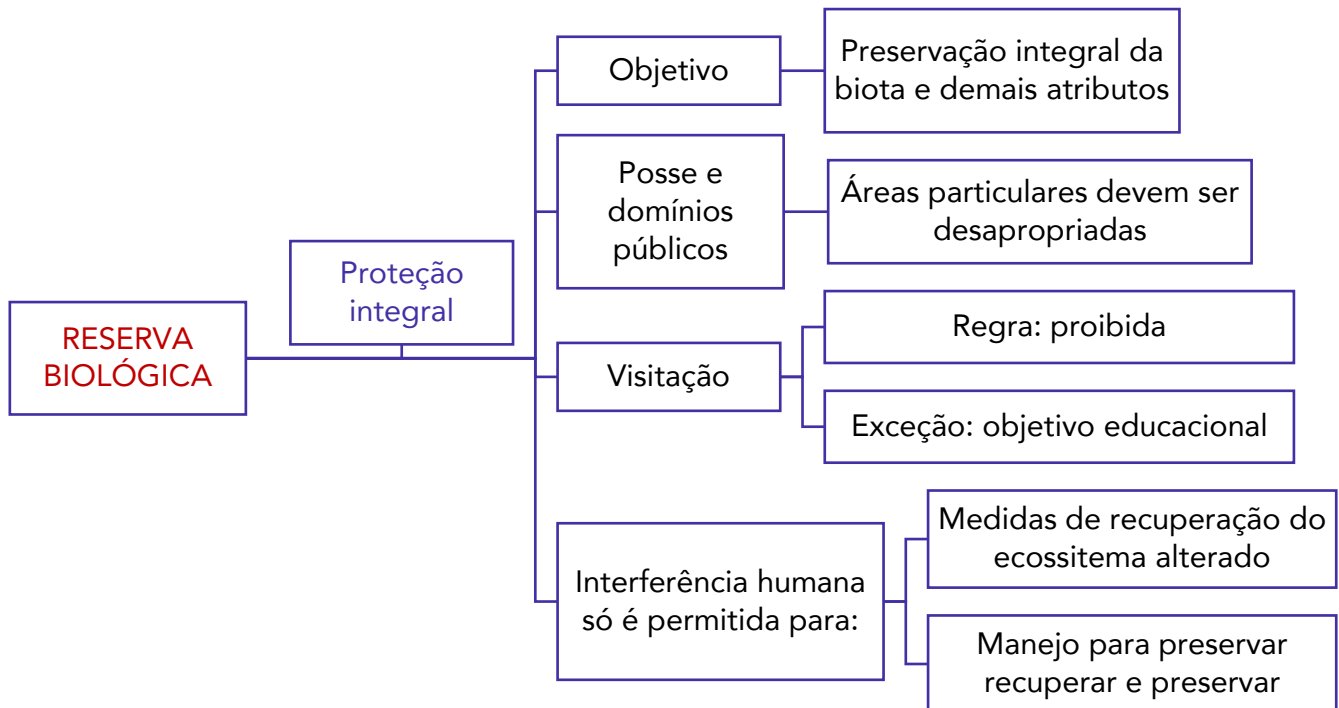 RESERVA
BIOLÓGICA
Proteção
integral
Objetivo
Preservação integral da
biota e demais atributos
Posse e
domínios
públicos
Áreas particulares devem ser
desapropriadas
Visitação
Regra: proibida
Exceção: objetivo educacional
Interferência humana
só é permitida para:
Medidas de recuperação do
ecossitema alterado
Manejo para preservar
recuperar e preservar